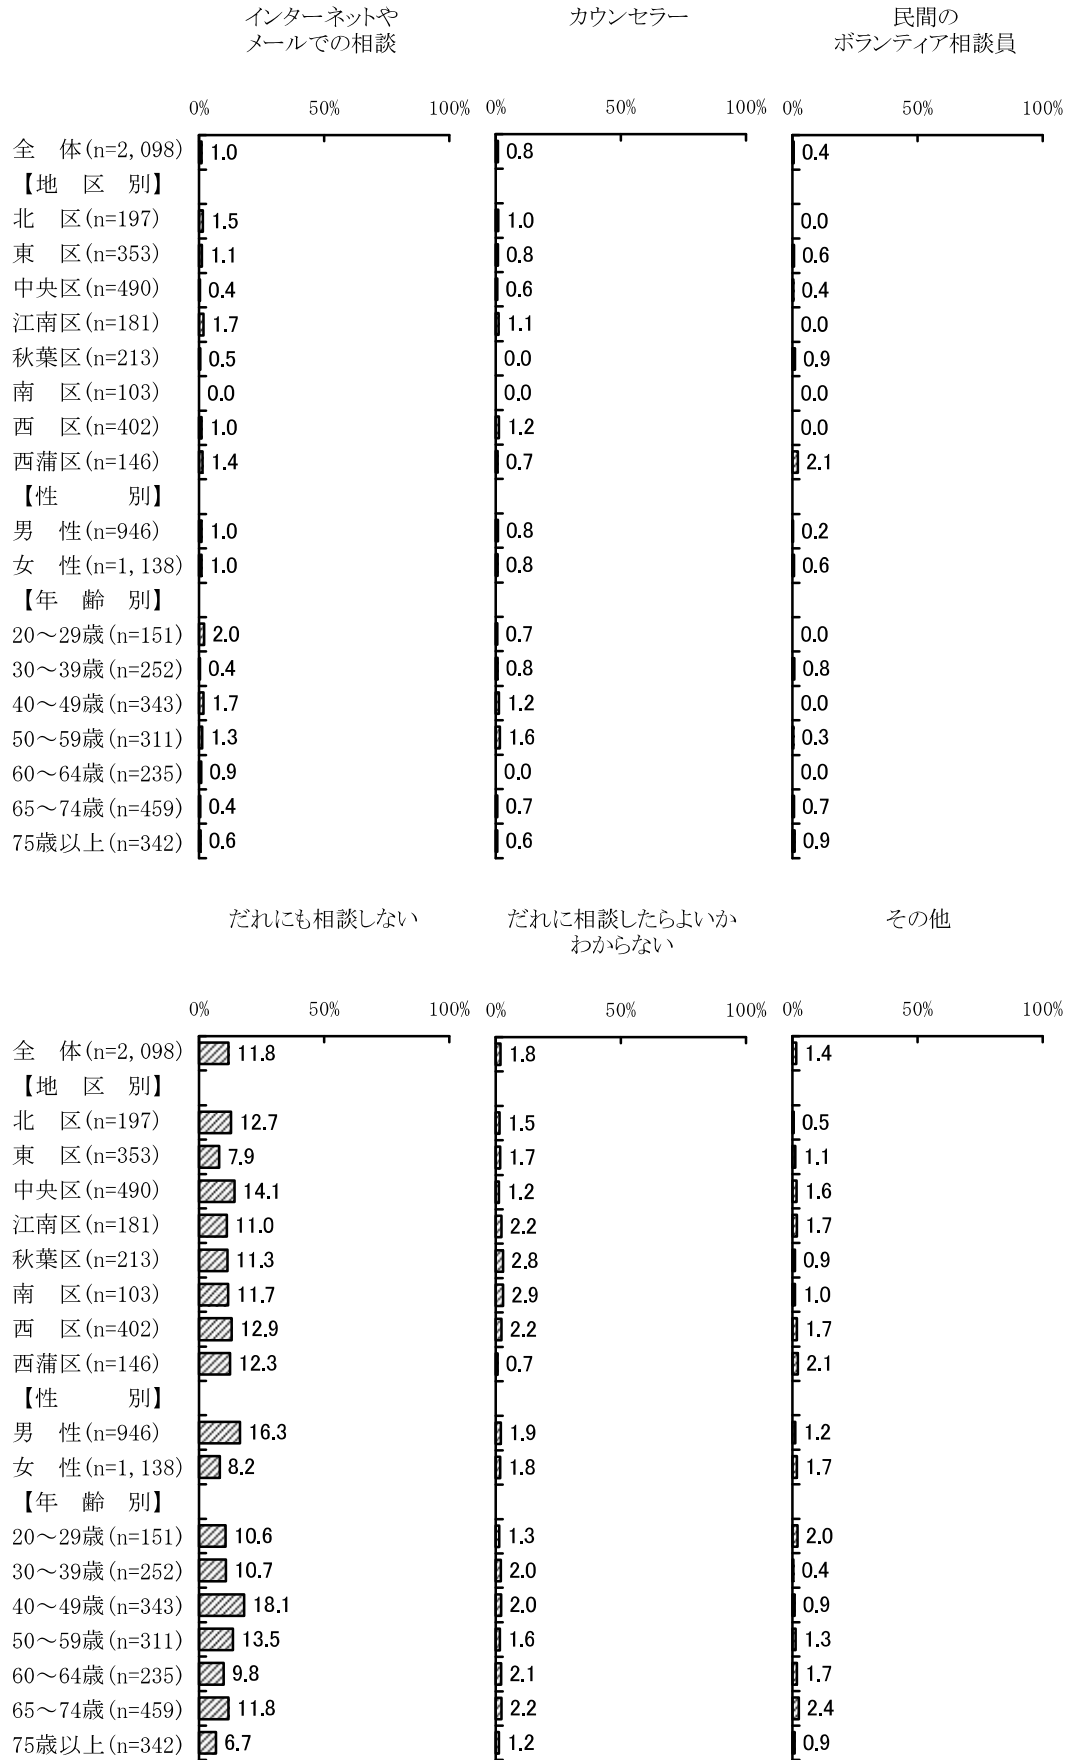 インターネットや
メールでの相談
カウンセラー
民間の
ボランティア相談員
0% 50% 100% 0% 50% 100% 0% 50% 100%
全 体(n=2,098) 1.0 0.8 0.4
【地 区 別】
北 区(n=197) 1.5 1.0 0.0
東 区(n=353) 1.1 0.8 0.6
中央区(n=490) 0.4 0.6 0.4
江南区(n=181) 1.7 1.1 0.0
秋葉区(n=213) 0.5 0.0 0.9
南 区(n=103) 0.0 0.0 0.0
西 区(n=402) 1.0 1.2 0.0
西蒲区(n=146) 1.4 0.7 2.1
【性 別】
男 性(n=946) 1.0 0.8 0.2
女 性(n=1,138) 1.0 0.8 0.6
【年 齢 別】
20～29歳(n=151) 2.0 0.7 0.0
30～39歳(n=252) 0.4 0.8 0.8
40～49歳(n=343) 1.7 1.2 0.0
50～59歳(n=311) 1.3 1.6 0.3
60～64歳(n=235) 0.9 0.0 0.0
65～74歳(n=459) 0.4 0.7 0.7
75歳以上(n=342) 0.6 0.6 0.9
だれにも相談しない
だれに相談したらよいか
わからない
その他
0% 50% 100% 0% 50% 100% 0% 50% 100%
全 体(n=2,098) 11.8 1.8 1.4
【地 区 別】
北 区(n=197) 12.7 1.5 0.5
東 区(n=353) 7.9 1.7 1.1
中央区(n=490) 14.1 1.2 1.6
江南区(n=181) 11.0 2.2 1.7
秋葉区(n=213) 11.3 2.8 0.9
南 区(n=103) 11.7 2.9 1.0
西 区(n=402) 12.9 2.2 1.7
西蒲区(n=146) 12.3 0.7 2.1
【性 別】
男 性(n=946) 16.3 1.9 1.2
女 性(n=1,138) 8.2 1.8 1.7
【年 齢 別】
20～29歳(n=151) 10.6 1.3 2.0
30～39歳(n=252) 10.7 2.0 0.4
40～49歳(n=343) 18.1 2.0 0.9
50～59歳(n=311) 13.5 1.6 1.3
60～64歳(n=235) 9.8 2.1 1.7
65～74歳(n=459) 11.8 2.2 2.4
75歳以上(n=342) 6.7 1.2 0.9